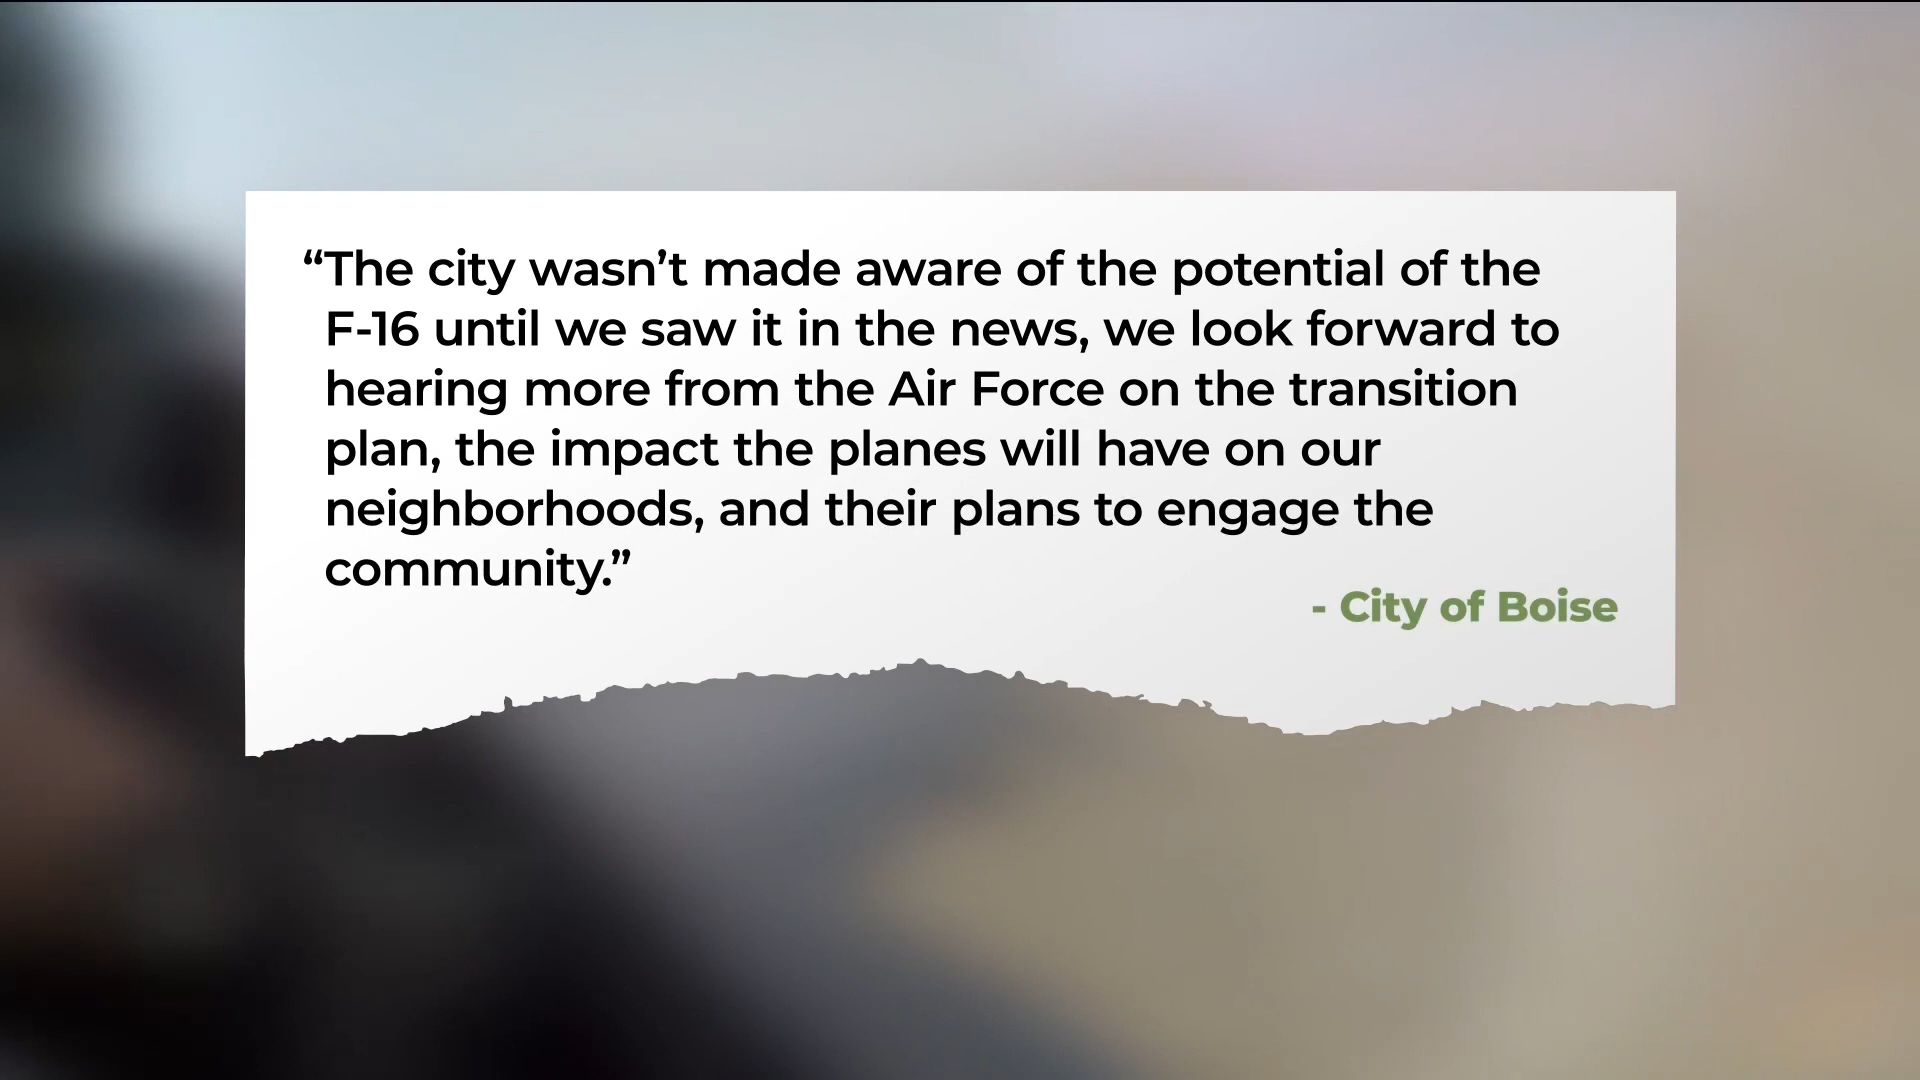 “The city wasn’t made aware of the potential of the
F-16 until we saw it in the news, we look forward to
hearing more from the Air Force on the transition
plan, the impact the planes will have on our
neighborhoods, and their plans to engage the
community.”
- City of Boise